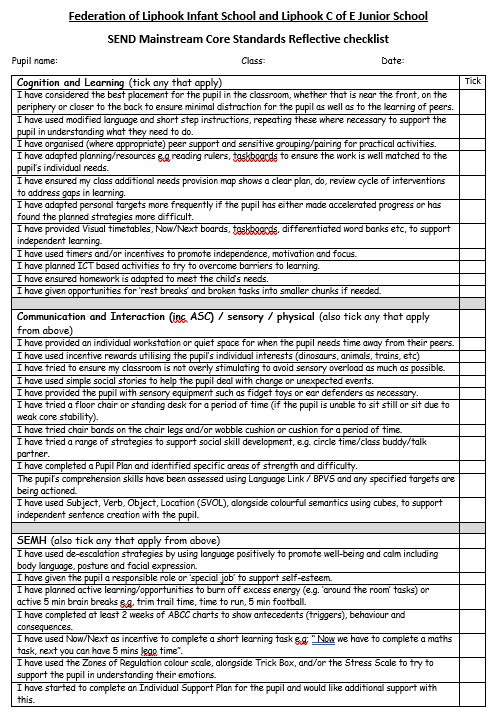 Federation of Liphook Infant School and Liphook C of E Junior School
SEND Mainstream Core Standards Reflective checklist
Pupil name: Class: Date:
Cognition and Learning (tick any that apply) Tick
I have considered the best placement for the pupil in the classroom, whether that is near the front, on the
periphery or closer to the back to ensure minimal distraction for the pupil as well as to the learning of peers.
I have used modified language and short step instructions, repeating these where necessary to support the
pupil in understanding what they need to do.
I have organised (where appropriate) peer support and sensitive grouping/pairing for practical activities.
I have adapted planning/resources e.g reading rulers, taskboards to ensure the work is well matched to the
pupil's individual needs.
I have ensured my class additional needs provision map shows a clear plan, do, review cycle of interventions
to address gaps in learning.
I have adapted personal targets more frequently if the pupil has either made accelerated progress or has
found the planned strategies more difficult.
I have provided Visual timetables, Now/Next boards, taskboards, differentiated word banks etc, to support
independent learning.
I have used timers and/or incentives to promote independence, motivation and focus.
I have planned ICT based activities to try to overcome barriers to learning.
I have ensured homework is adapted to meet the child's needs.
I have given opportunities for 'rest breaks' and broken tasks into smaller chunks if needed.
Communication and Interaction (inc ASC) / sensory / physical (also tick any that apply
from above)
I have provided an individual workstation or quiet space for when the pupil needs time away from their peers.
I have used incentive rewards utilising the pupil's individual interests (dinosaurs, animals, trains, etc)
I have tried to ensure my classroom is not overly stimulating to avoid sensory overload as much as possible.
I have used simple social stories to help the pupil deal with change or unexpected events.
I have provided the pupil with sensory equipment such as fidget toys or ear defenders as necessary.
I have tried a floor chair or standing desk for a period of time (if the pupil is unable to sit still or sit due to
weak core stability).
I have tried chair bands on the chair legs and/or wobble cushion or cushion for a period of time.
I have tried a range of strategies to support social skill development, e.g. circle time/class buddy/talk
partner.
I have completed a Pupil Plan and identified specific areas of strength and difficulty.
The pupil's comprehension skills have been assessed using Language Link / BPVS and any specified targets are
being actioned.
I have used Subject, Verb, Object, Location (SVOL), alongside colourful semantics using cubes, to support
independent sentence creation with the pupil.
SEMH (also tick any that apply from above)
I have used de-escalation strategies by using language positively to promote well-being and calm including
body language, posture and facial expression.
I have given the pupil a responsible role or 'special job' to support self-esteem.
I have planned active learning/opportunities to burn off excess energy (e.g. 'around the room' tasks) or
active 5 min brain breaks e.g. trim trail time, time to run, 5 min football.
I have completed at least 2 weeks of ABCC charts to show antecedents (triggers), behaviour and
consequences.
I have used Now/Next as incentive to complete a short learning task e.g: " Now we have to complete a maths
task, next you can have 5 mins lego time".
I have used the Zones of Regulation colour scale, alongside Trick Box, and/or the Stress Scale to try to
support the pupil in understanding their emotions.
I have started to complete an Individual Support Plan for the pupil and would like additional support with
this.